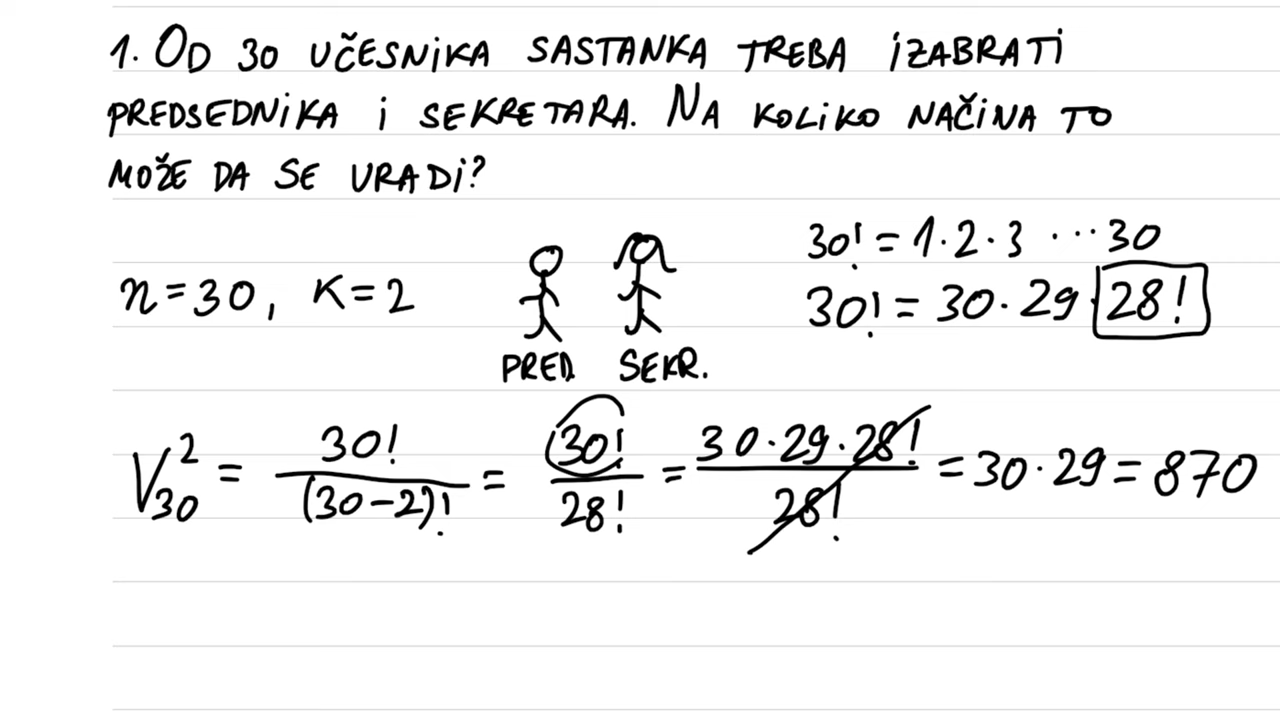 1. OD 30 UČESNIKA SASTANKA TREBA IZABRATI
PREDSEDNIKA I SEKRETARA. NA KOLIKO NAČINA TO
MOŽE DA SE URADI?
30! = 1·2·3 ···30
n=30, K=2
30! = 30·29·28!
PRED. SEKR.
V₃₀² = 30!/(30-2)! = 30!/28! = 30·29·28!/28! = 30·29 = 870